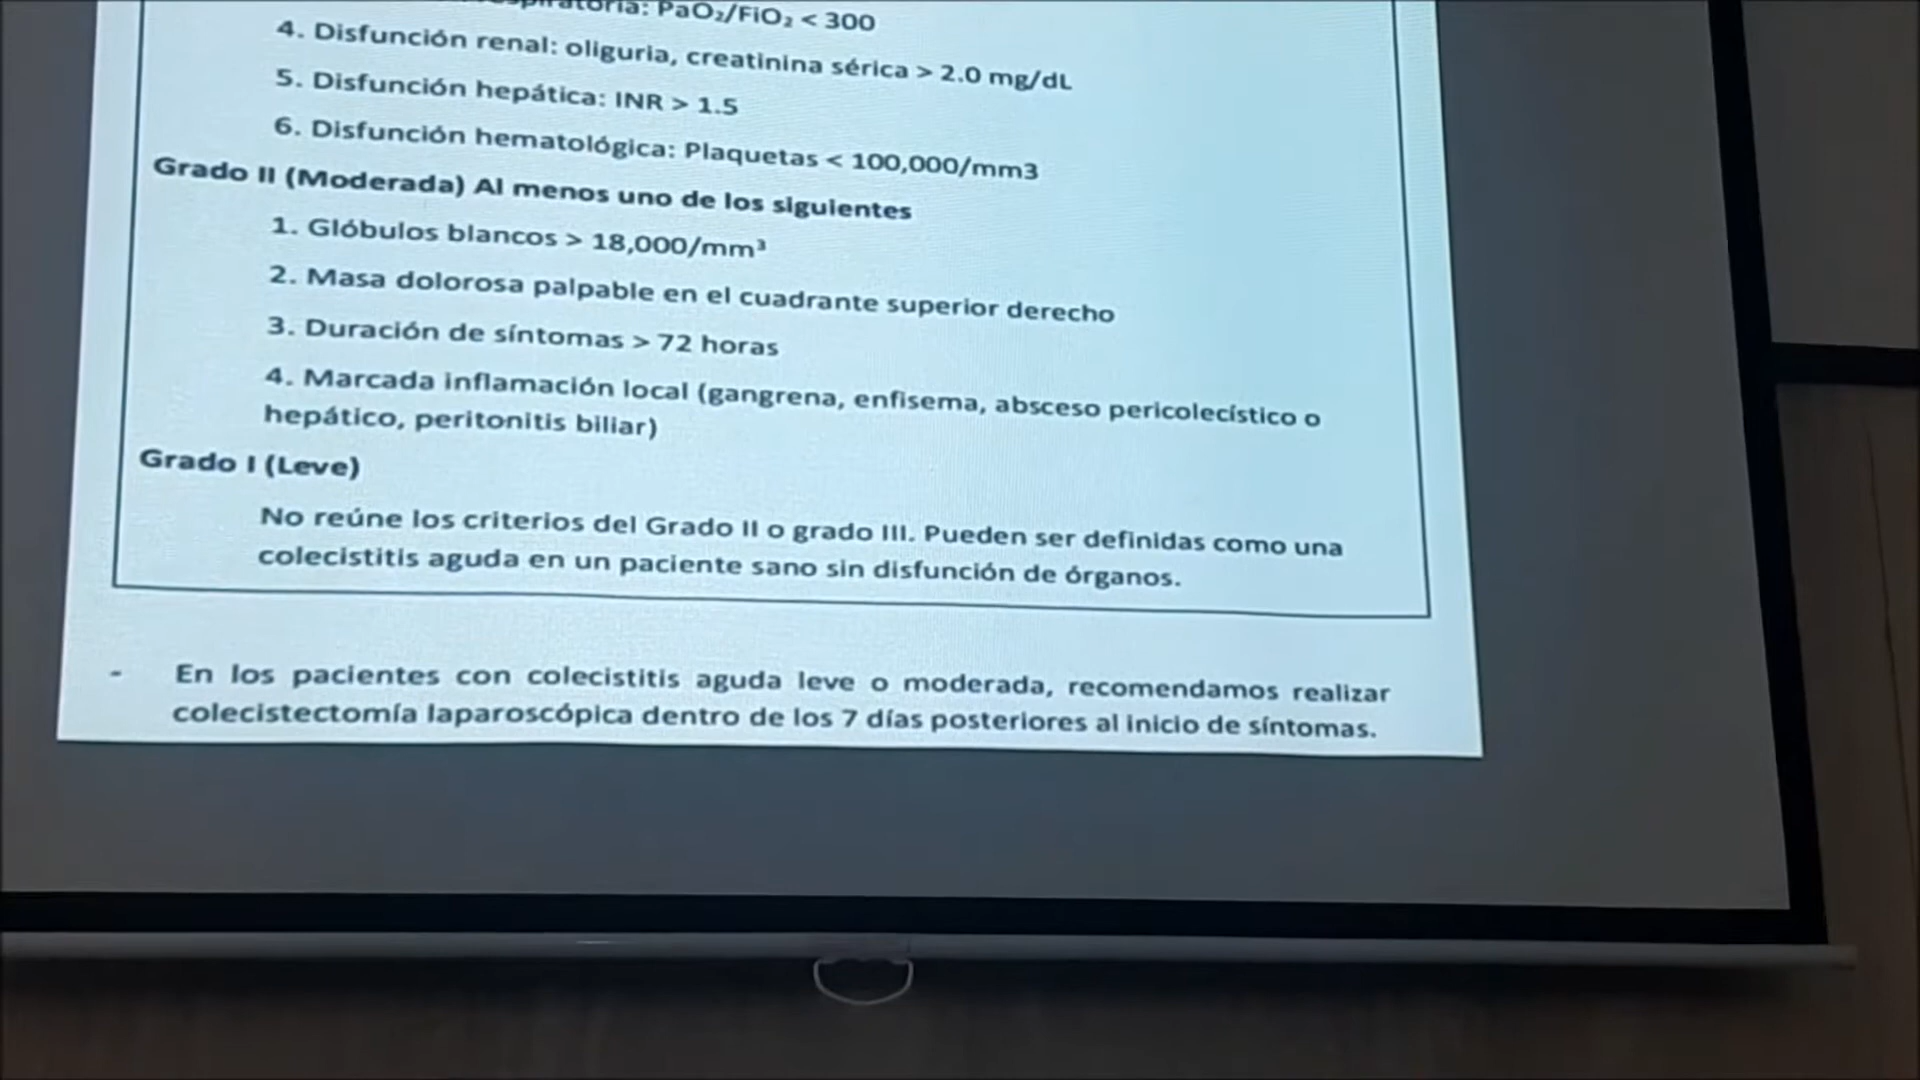 PaO₂/FiO₂ < 300
4. Disfunción renal: oliguria, creatinina sérica > 2.0 mg/dL
5. Disfunción hepática: INR > 1.5
6. Disfunción hematológica: Plaquetas < 100,000/mm3
Grado II (Moderada) Al menos uno de los siguientes
1. Glóbulos blancos > 18,000/mm³
2. Masa dolorosa palpable en el cuadrante superior derecho
3. Duración de síntomas > 72 horas
4. Marcada inflamación local (gangrena, enfisema, absceso pericolecístico o
hepático, peritonitis biliar)
Grado I (Leve)
No reúne los criterios del Grado II o grado III. Pueden ser definidas como una
colecistitis aguda en un paciente sano sin disfunción de órganos.
- En los pacientes con colecistitis aguda leve o moderada, recomendamos realizar
colecistectomía laparoscópica dentro de los 7 días posteriores al inicio de síntomas.